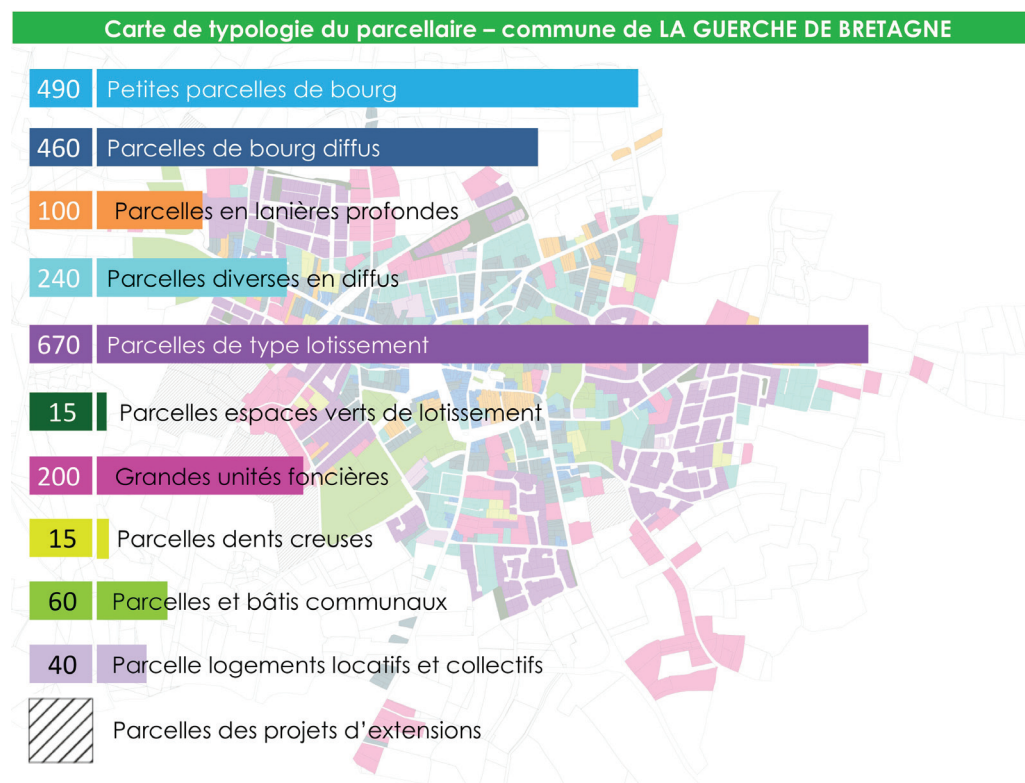 Carte de typologie du parcellaire – commune de LA GUERCHE DE BRETAGNE
490 Petites parcelles de bourg
460 Parcelles de bourg diffus
100 Parcelles en lanières profondes
240 Parcelles diverses en diffus
670 Parcelles de type lotissement
15 Parcelles espaces verts de lotissement
200 Grandes unités foncières
15 Parcelles dents creuses
60 Parcelles et bâtis communaux
40 Parcelle logements locatifs et collectifs
Parcelles des projets d’extensions